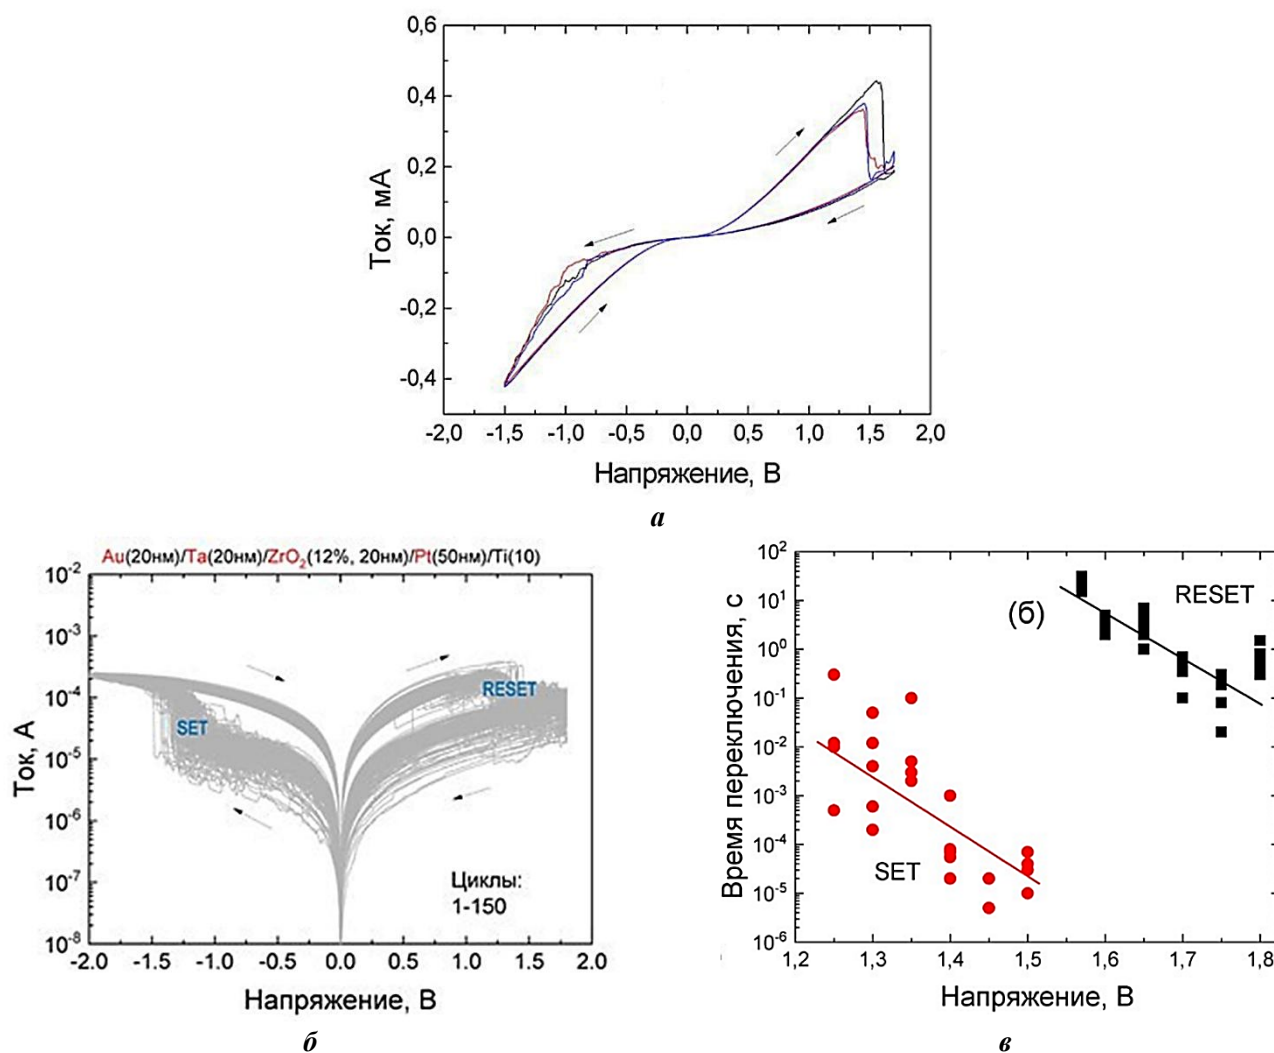 0,6
0,4
0,2
0,0
-0,2
-0,4
Ток, мА
-2,0 -1,5 -1,0 -0,5 0,0 0,5 1,0 1,5 2,0
Напряжение, В
а
Au(20нм)/Ta(20нм)/ZrO2(12%, 20нм)/Pt(50нм)/Ti(10)
10-2
10-3
10-4
10-5
10-6
10-7
10-8
Ток, А
SET
RESET
Циклы:
1-150
-2.0 -1.5 -1.0 -0.5 0.0 0.5 1.0 1.5 2.0
Напряжение, В
б
102
101
100
10-1
10-2
10-3
10-4
10-5
10-6
Время переключения, с
(б)
RESET
SET
1,2 1,3 1,4 1,5 1,6 1,7 1,8
Напряжение, В
в